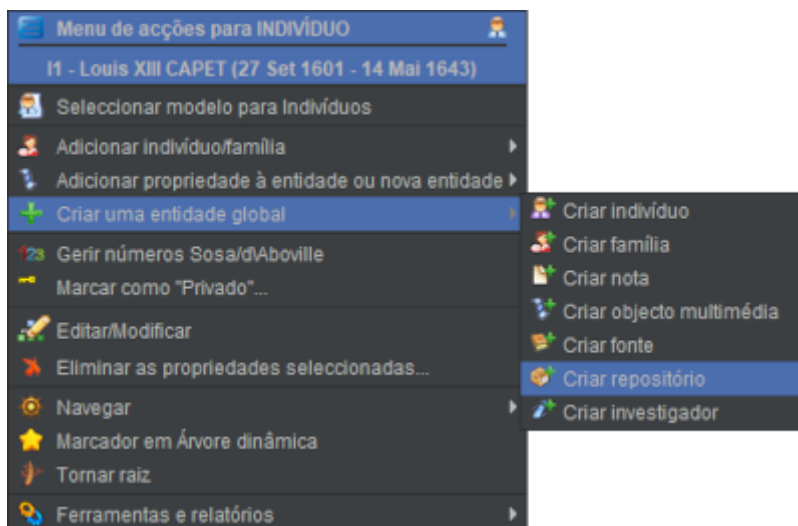 Menu de acções para INDIVÍDUO
I1 - Louis XIII CAPET (27 Set 1601 - 14 Mai 1643)
Seleccionar modelo para Indivíduos
Adicionar indivíduo/família
Adicionar propriedade à entidade ou nova entidade
Criar uma entidade global
Gerir números Sosa/d\Aboville
Marcar como "Privado"...
Editar/Modificar
Eliminar as propriedades seleccionadas...
Navegar
Marcador em Árvore dinâmica
Tornar raiz
Ferramentas e relatórios
Criar indivíduo
Criar família
Criar nota
Criar objecto multimédia
Criar fonte
Criar repositório
Criar investigador